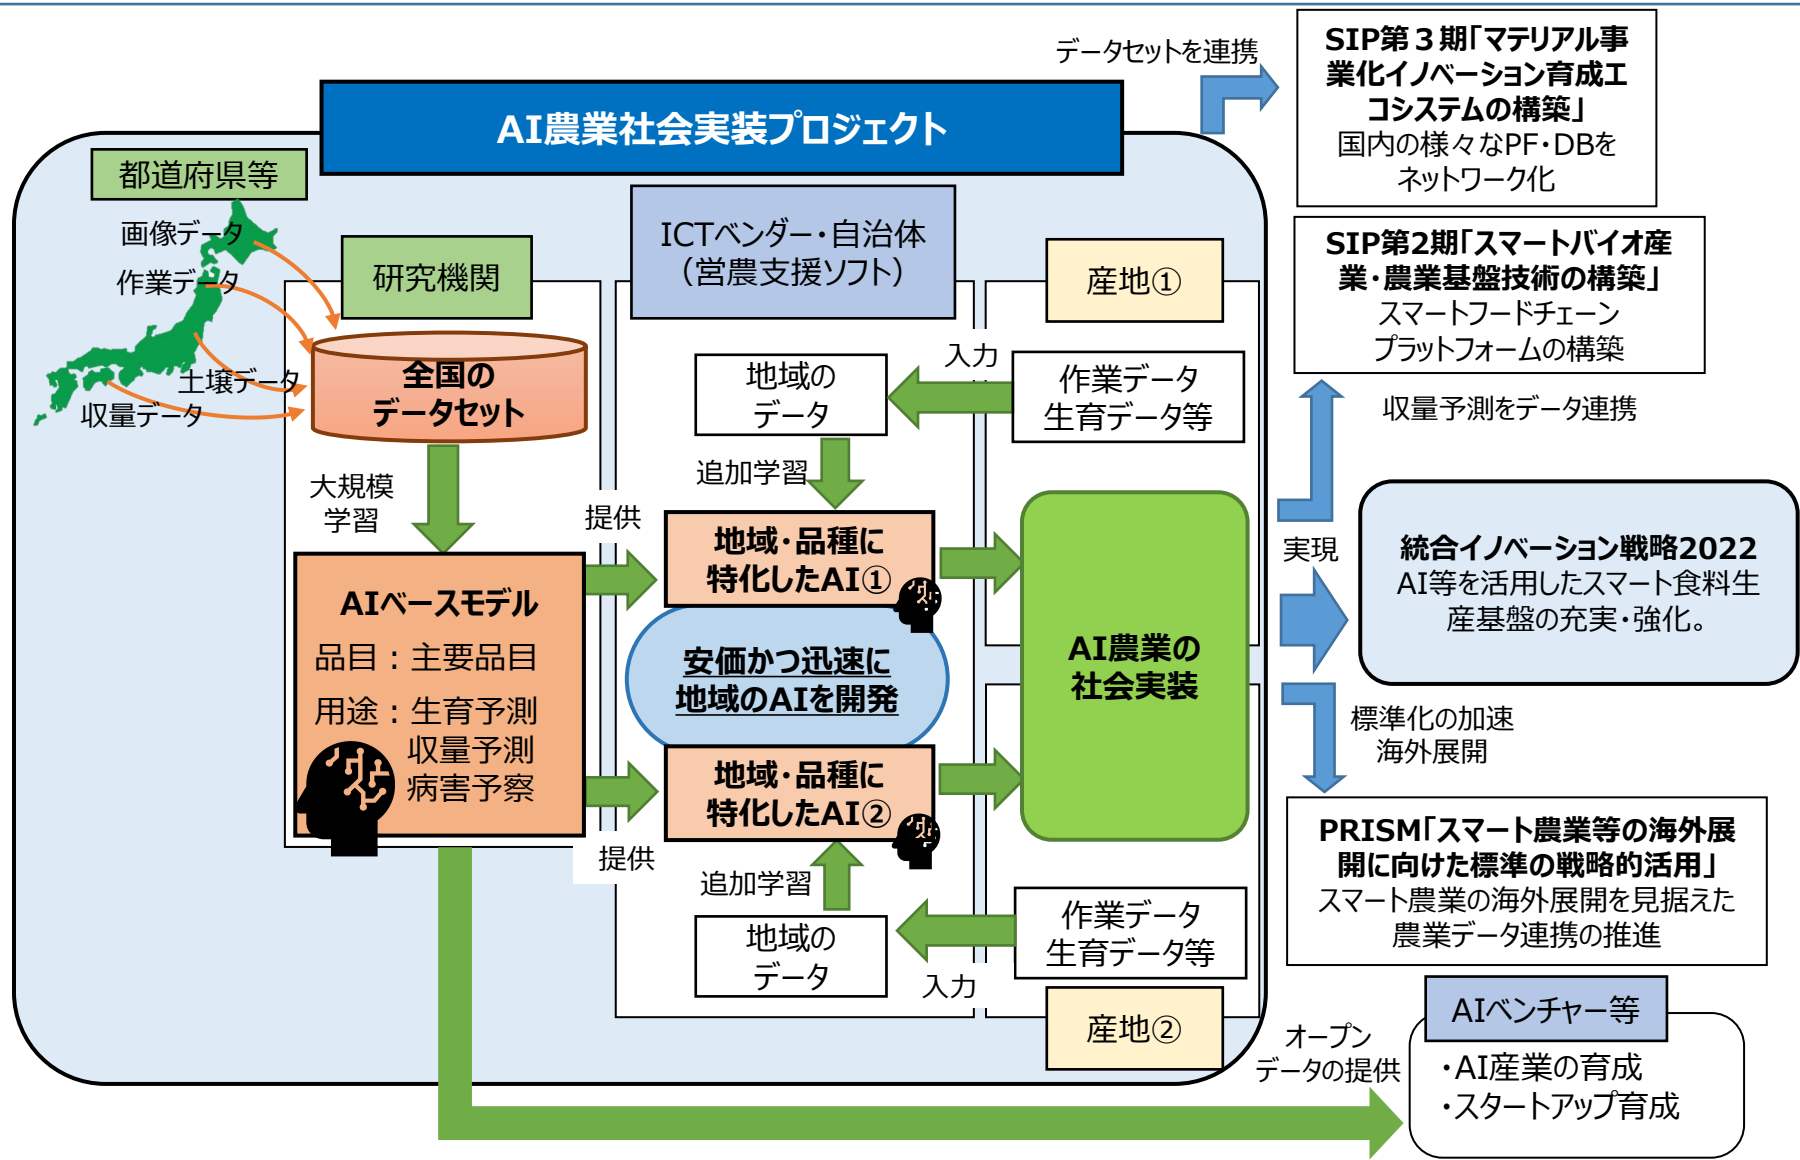 データセットを連携
SIP第３期「マテリアル事
業化イノベーション育成エ
コシステムの構築」
国内の様々なPF・DBを
ネットワーク化
AI農業社会実装プロジェクト
都道府県等
画像データ
作業データ
土壌データ
収量データ
研究機関
全国の
データセット
大規模
学習
AIベースモデル
品目：主要品目
用途：生育予測
収量予測
病害予察
ICTベンダー・自治体
（営農支援ソフト）
地域の
データ
追加学習
提供
地域・品種に
特化したAI①
安価かつ迅速に
地域のAIを開発
地域・品種に
特化したAI②
提供
追加学習
地域の
データ
産地①
入力
作業データ
生育データ等
AI農業の
社会実装
作業データ
生育データ等
入力
産地②
SIP第2期「スマートバイオ産
業・農業基盤技術の構築」
スマートフードチェーン
プラットフォームの構築
収量予測をデータ連携
実現
統合イノベーション戦略2022
AI等を活用したスマート食料生
産基盤の充実・強化。
標準化の加速
海外展開
PRISM「スマート農業等の海外展
開に向けた標準の戦略的活用」
スマート農業の海外展開を見据えた
農業データ連携の推進
オープン
データの提供
AIベンチャー等
・AI産業の育成
・スタートアップ育成